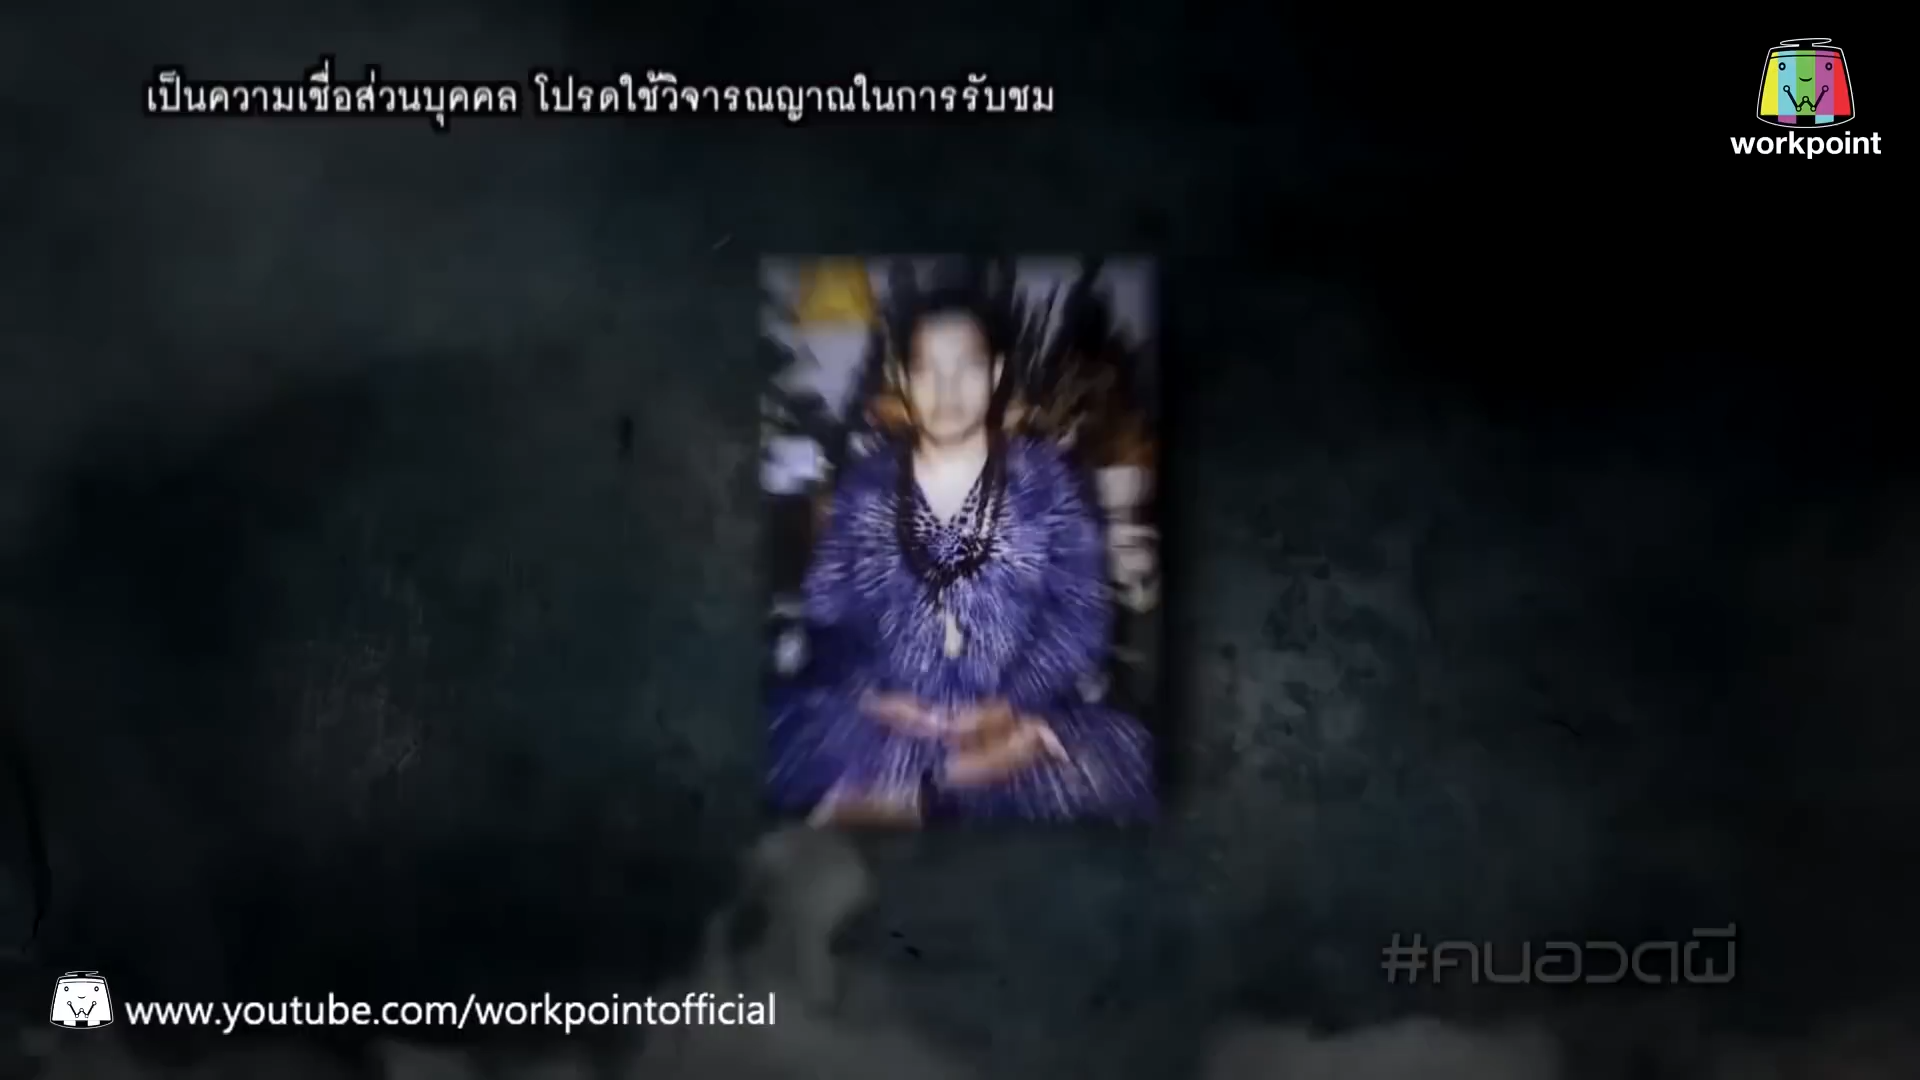 เป็นความเชื่อส่วนบุคคล โปรดใช้วิจารณญาณในการรับชม
workpoint
#คนอวดผี
www.youtube.com/workpointofficial